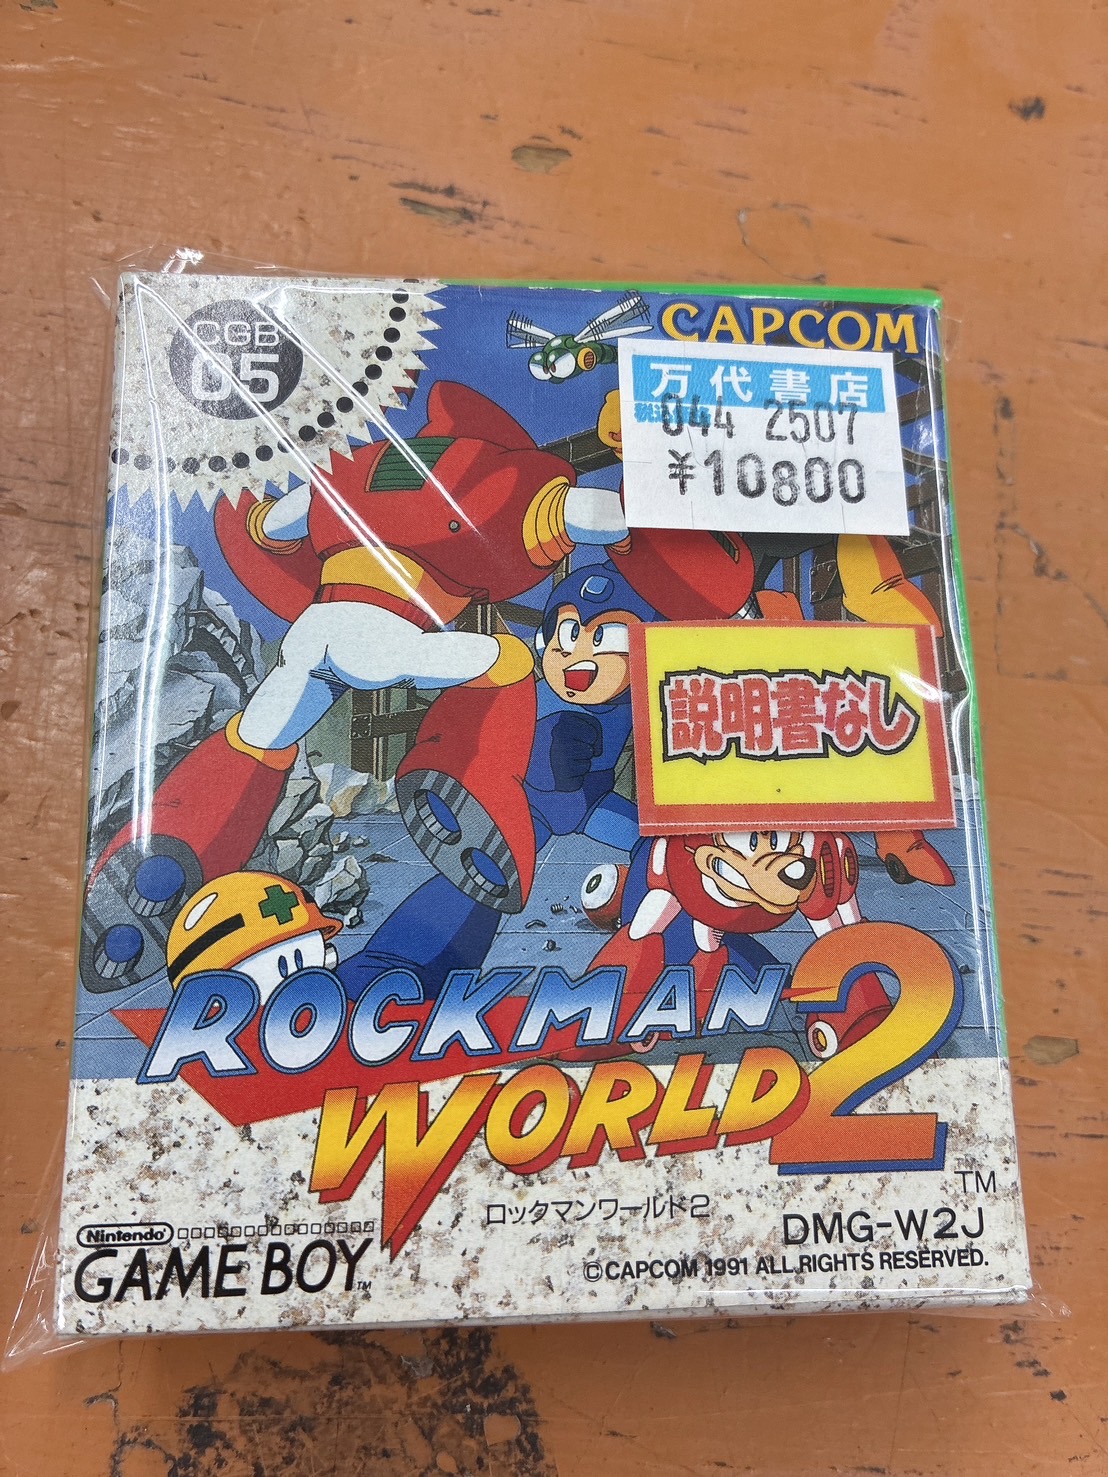 CGB
05
CAPCOM
万代書店
044 2507
¥10800
説明書なし
ROCKMAN
WORLD 2
TM
ロックマンワールド2
Nintendo
GAME BOY
TM
DMG-W2J
©CAPCOM 1991 ALL RIGHTS RESERVED.